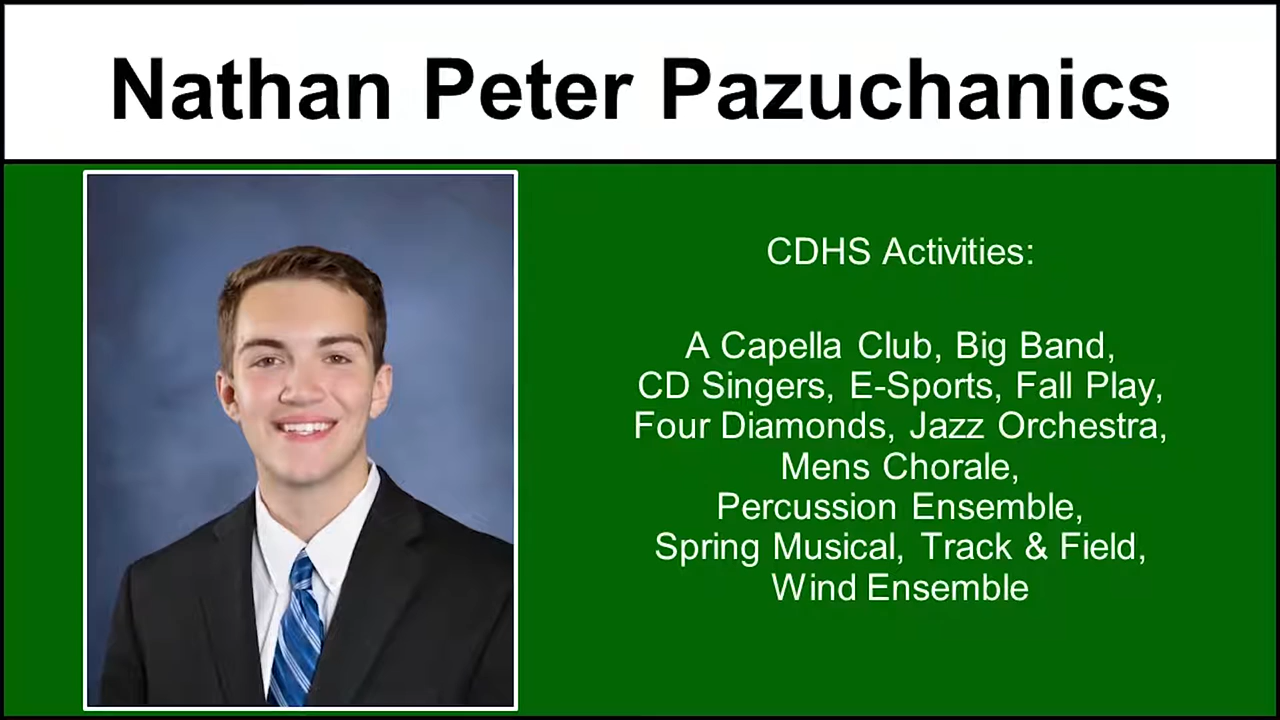 Nathan Peter Pazuchanics
CDHS Activities:
A Capella Club, Big Band,
CD Singers, E-Sports, Fall Play,
Four Diamonds, Jazz Orchestra,
Mens Chorale,
Percussion Ensemble,
Spring Musical, Track & Field,
Wind Ensemble